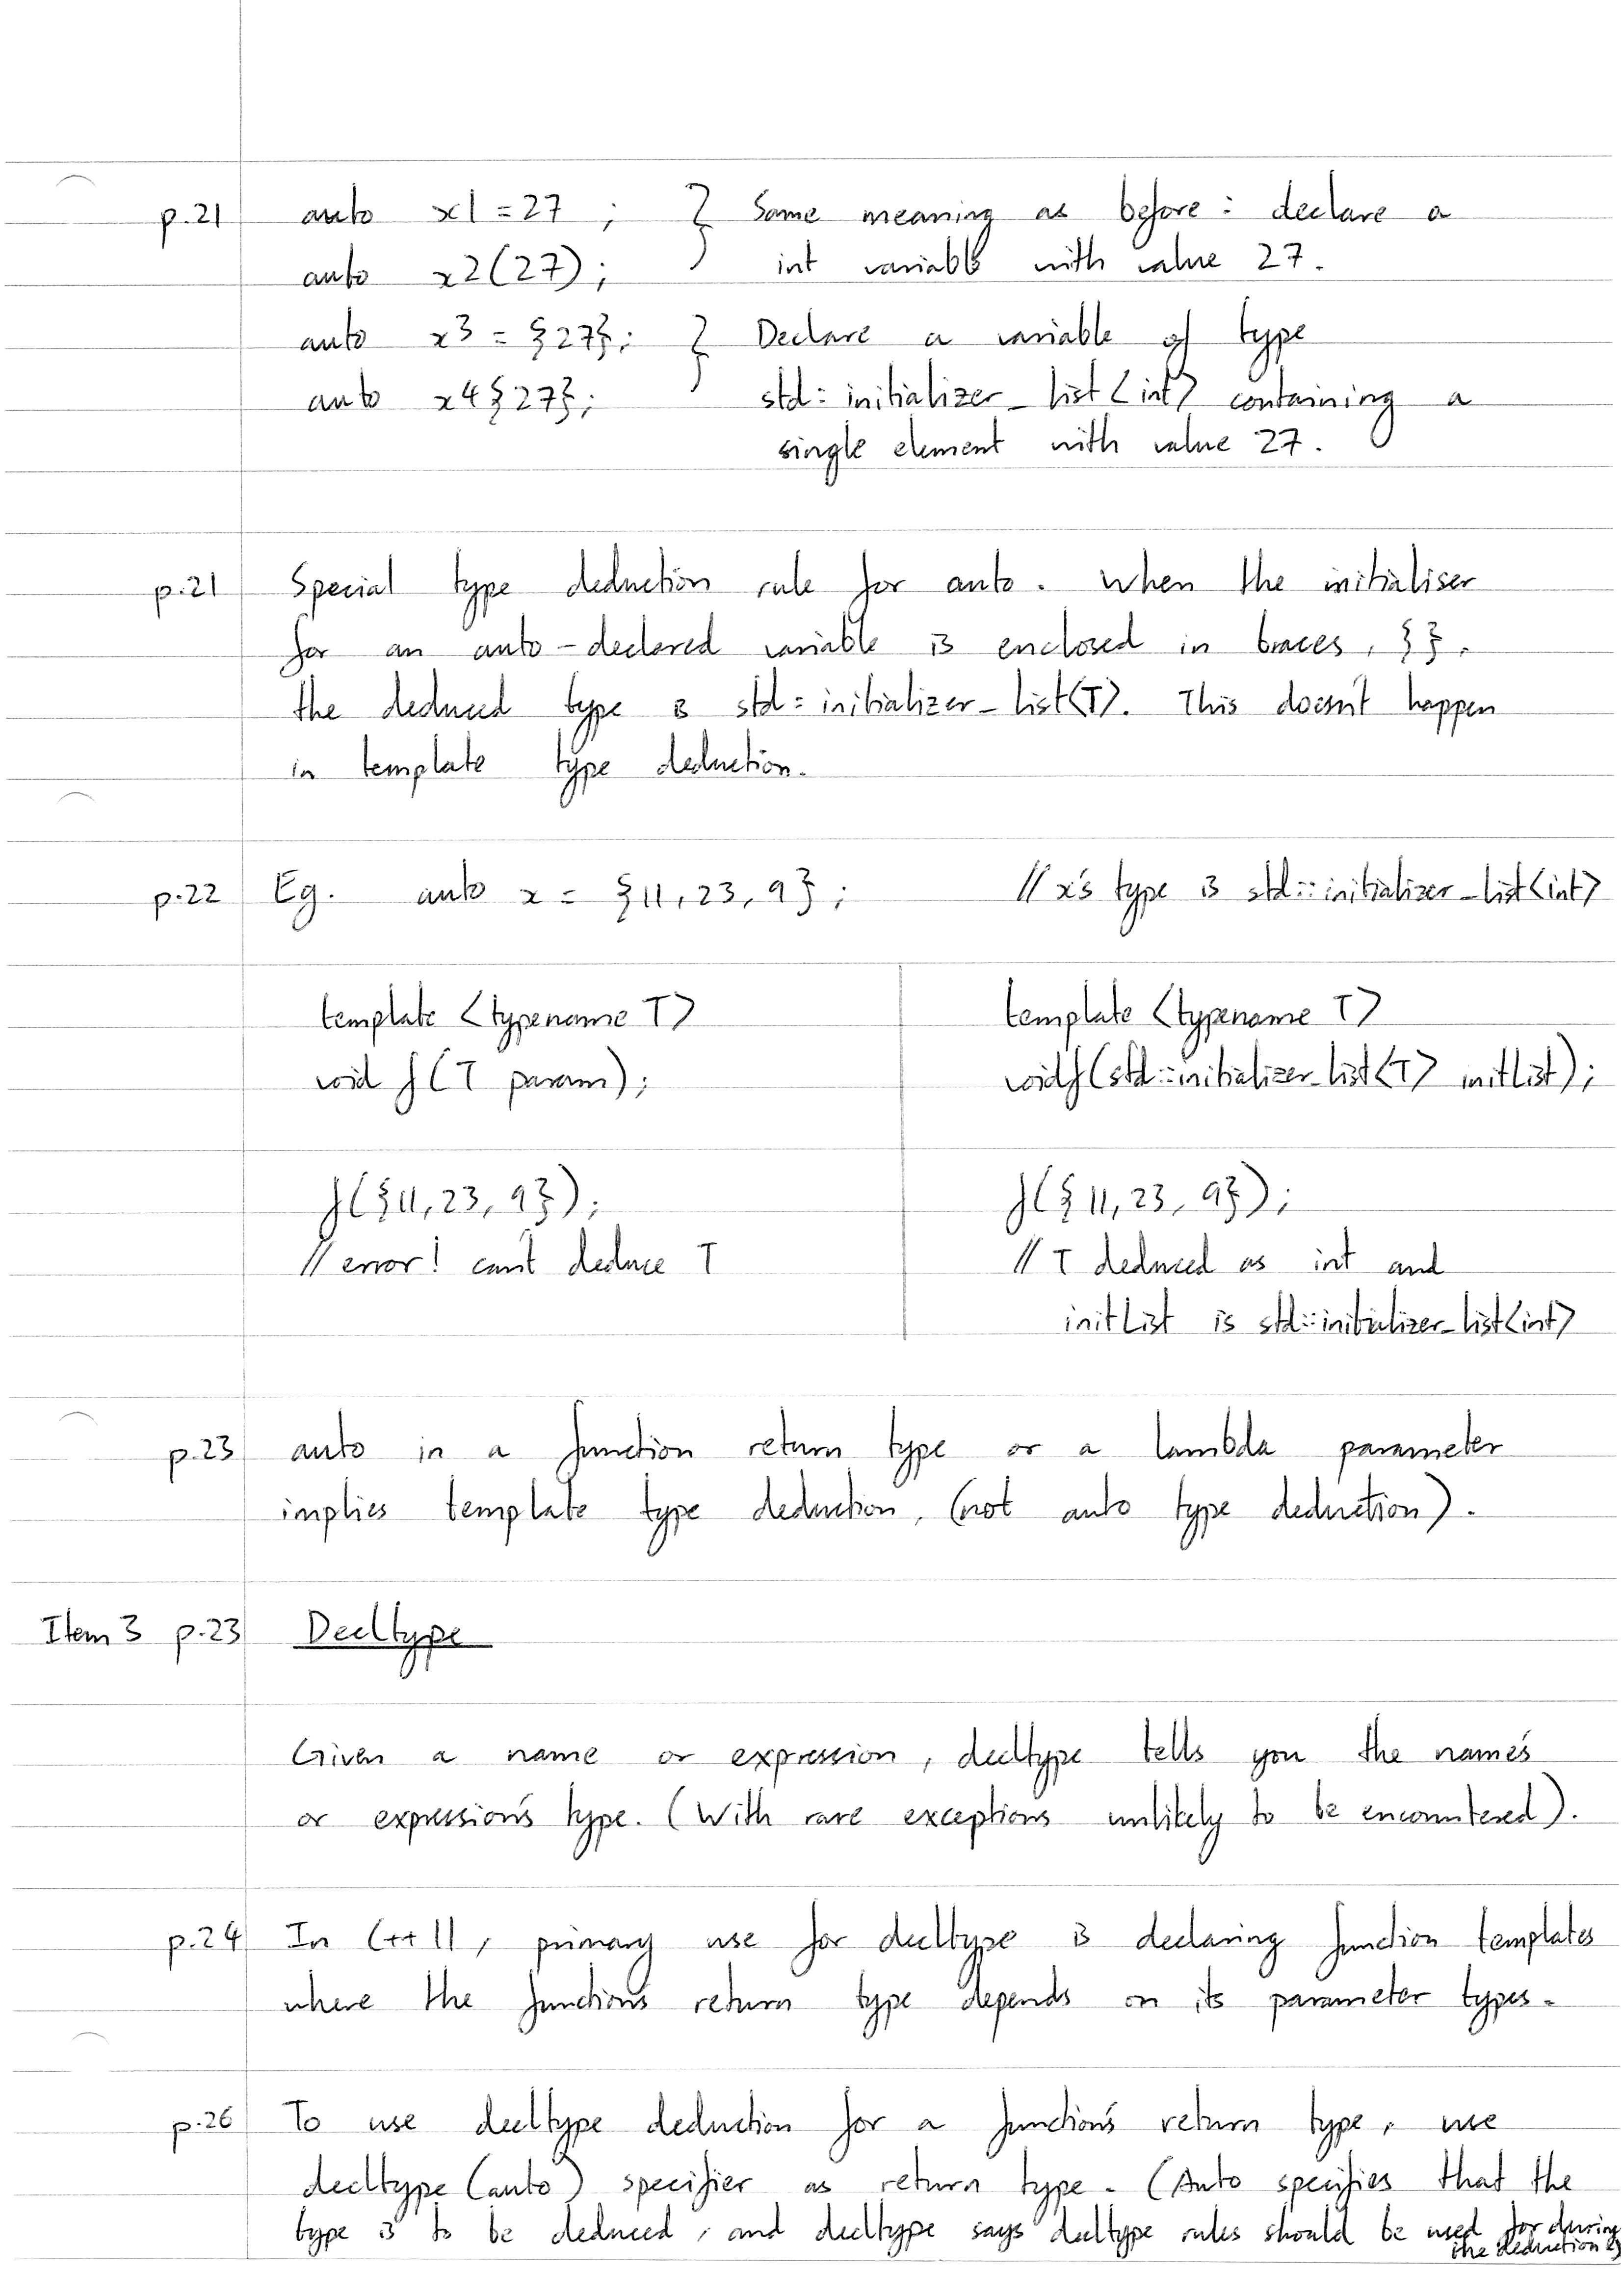 p.21 auto x1 = 27 ; } Same meaning as before : declare a
auto x2(27); int variable with value 27.
auto x3 = {27}; } Declare a variable of type
auto x4{27}; std::initializer_list<int> containing a
single element with value 27.
p.21 Special type deduction rule for auto. When the initialiser
for an auto-declared variable is enclosed in braces, {},
the deduced type is std::initializer_list<T>. This doesn't happen
in template type deduction.
p.22 Eg. auto x = {11, 23, 9}; // x's type is std::initializer_list<int>
template <typename T> template <typename T>
void f(T param); void f(std::initializer_list<T> initList);
f({11, 23, 9}); f({11, 23, 9});
// error! can't deduce T // T deduced as int and
initList is std::initializer_list<int>
p.23 auto in a function return type or a lambda parameter
implies template type deduction, (not auto type deduction).
Item 3 p.23 Decltype
Given a name or expression, decltype tells you the name's
or expression's type. (With rare exceptions unlikely to be encountered).
p.24 In C++11, primary use for decltype is declaring function templates
where the function's return type depends on its parameter types.
p.26 To use decltype deduction for a function's return type, use
decltype(auto) specifier as return type. (Auto specifies that the
type is to be deduced, and decltype says decltype rules should be used for during
the deduction.)